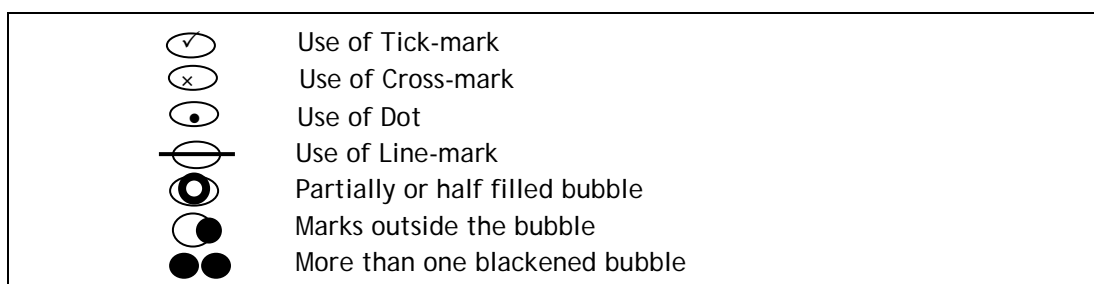 Use of Tick-mark
Use of Cross-mark
Use of Dot
Use of Line-mark
Partially or half filled bubble
Marks outside the bubble
More than one blackened bubble